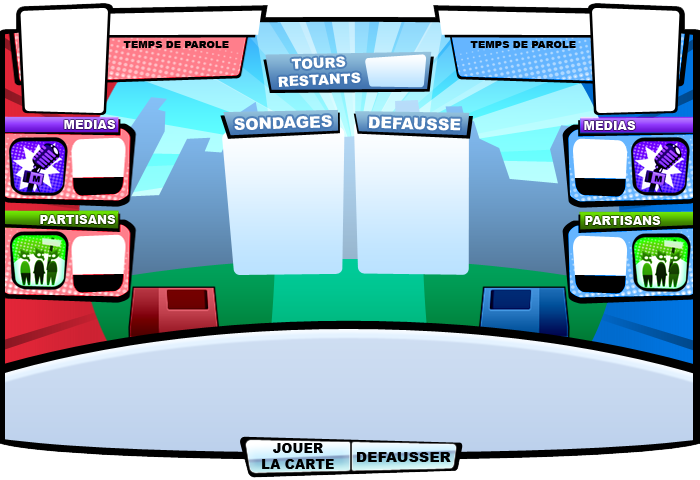 TEMPS DE PAROLE
TEMPS DE PAROLE
TOURS
RESTANTS
SONDAGES
DEFAUSSE
MEDIAS
MEDIAS
M
M
PARTISANS
PARTISANS
JOUER
LA CARTE
DEFAUSSER